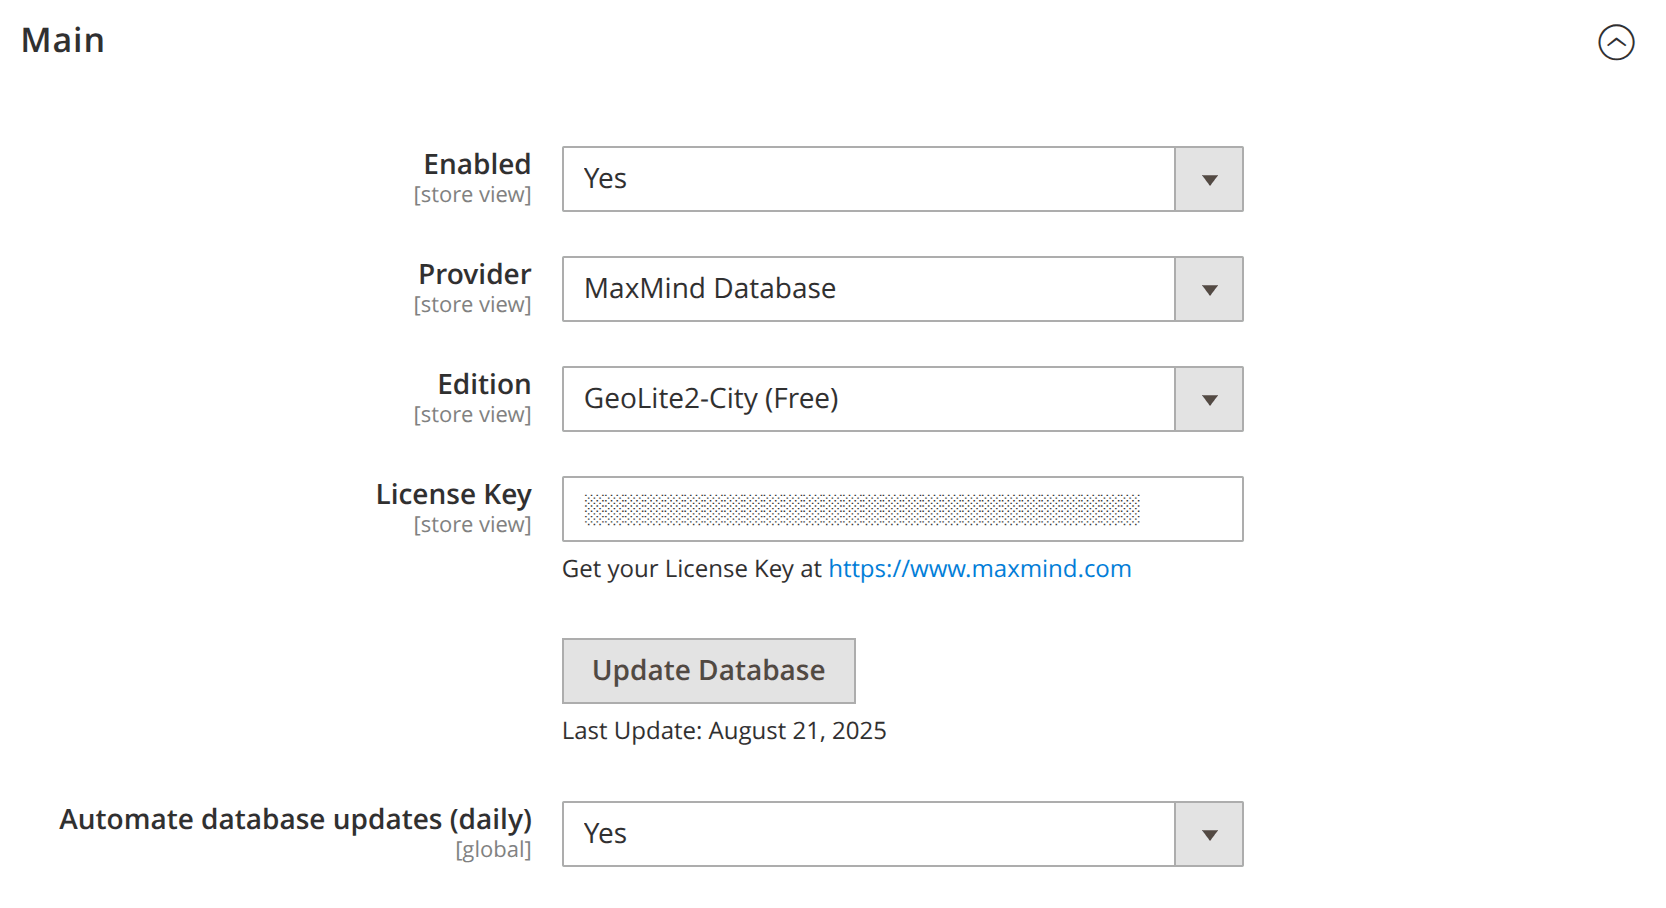 Main
Enabled
[store view]
Yes
Provider
[store view]
MaxMind Database
Edition
[store view]
GeoLite2-City (Free)
License Key
[store view]
Get your License Key at https://www.maxmind.com
Update Database
Last Update: August 21, 2025
Automate database updates (daily)
[global]
Yes